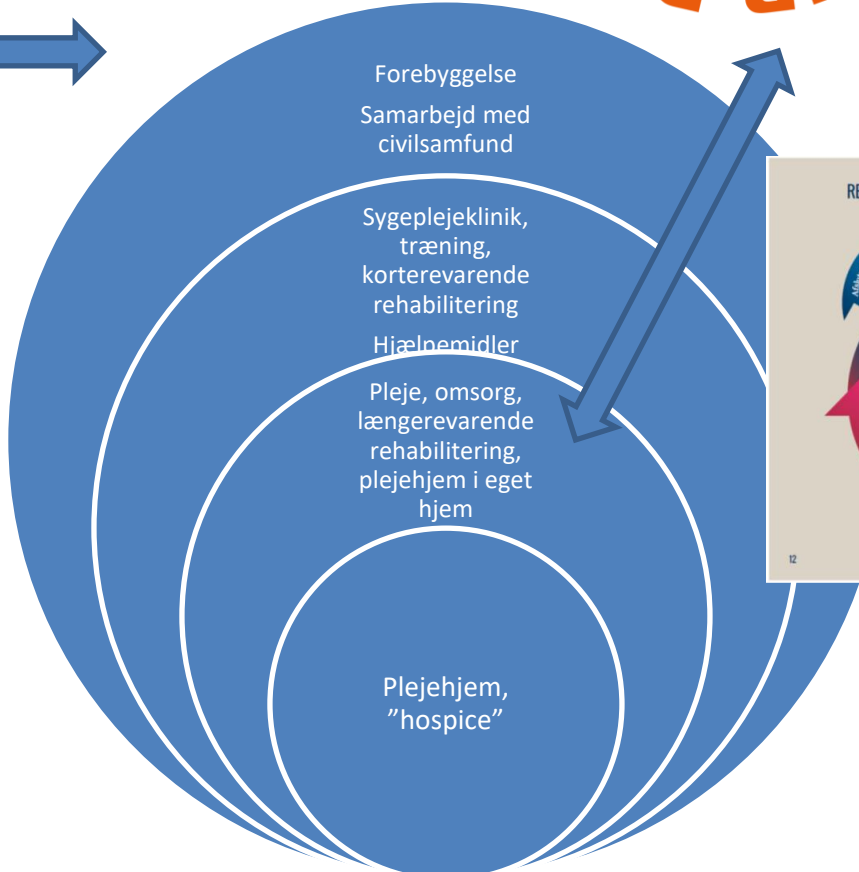 Forebyggelse
Samarbejd med
civilsamfund
Sygeplejeklinik,
træning,
korterevarende
rehabilitering
Hjælpemidler
Pleje, omsorg,
længerevarende
rehabilitering,
plejehjem i eget
hjem
Plejehjem,
”hospice”
RE
12